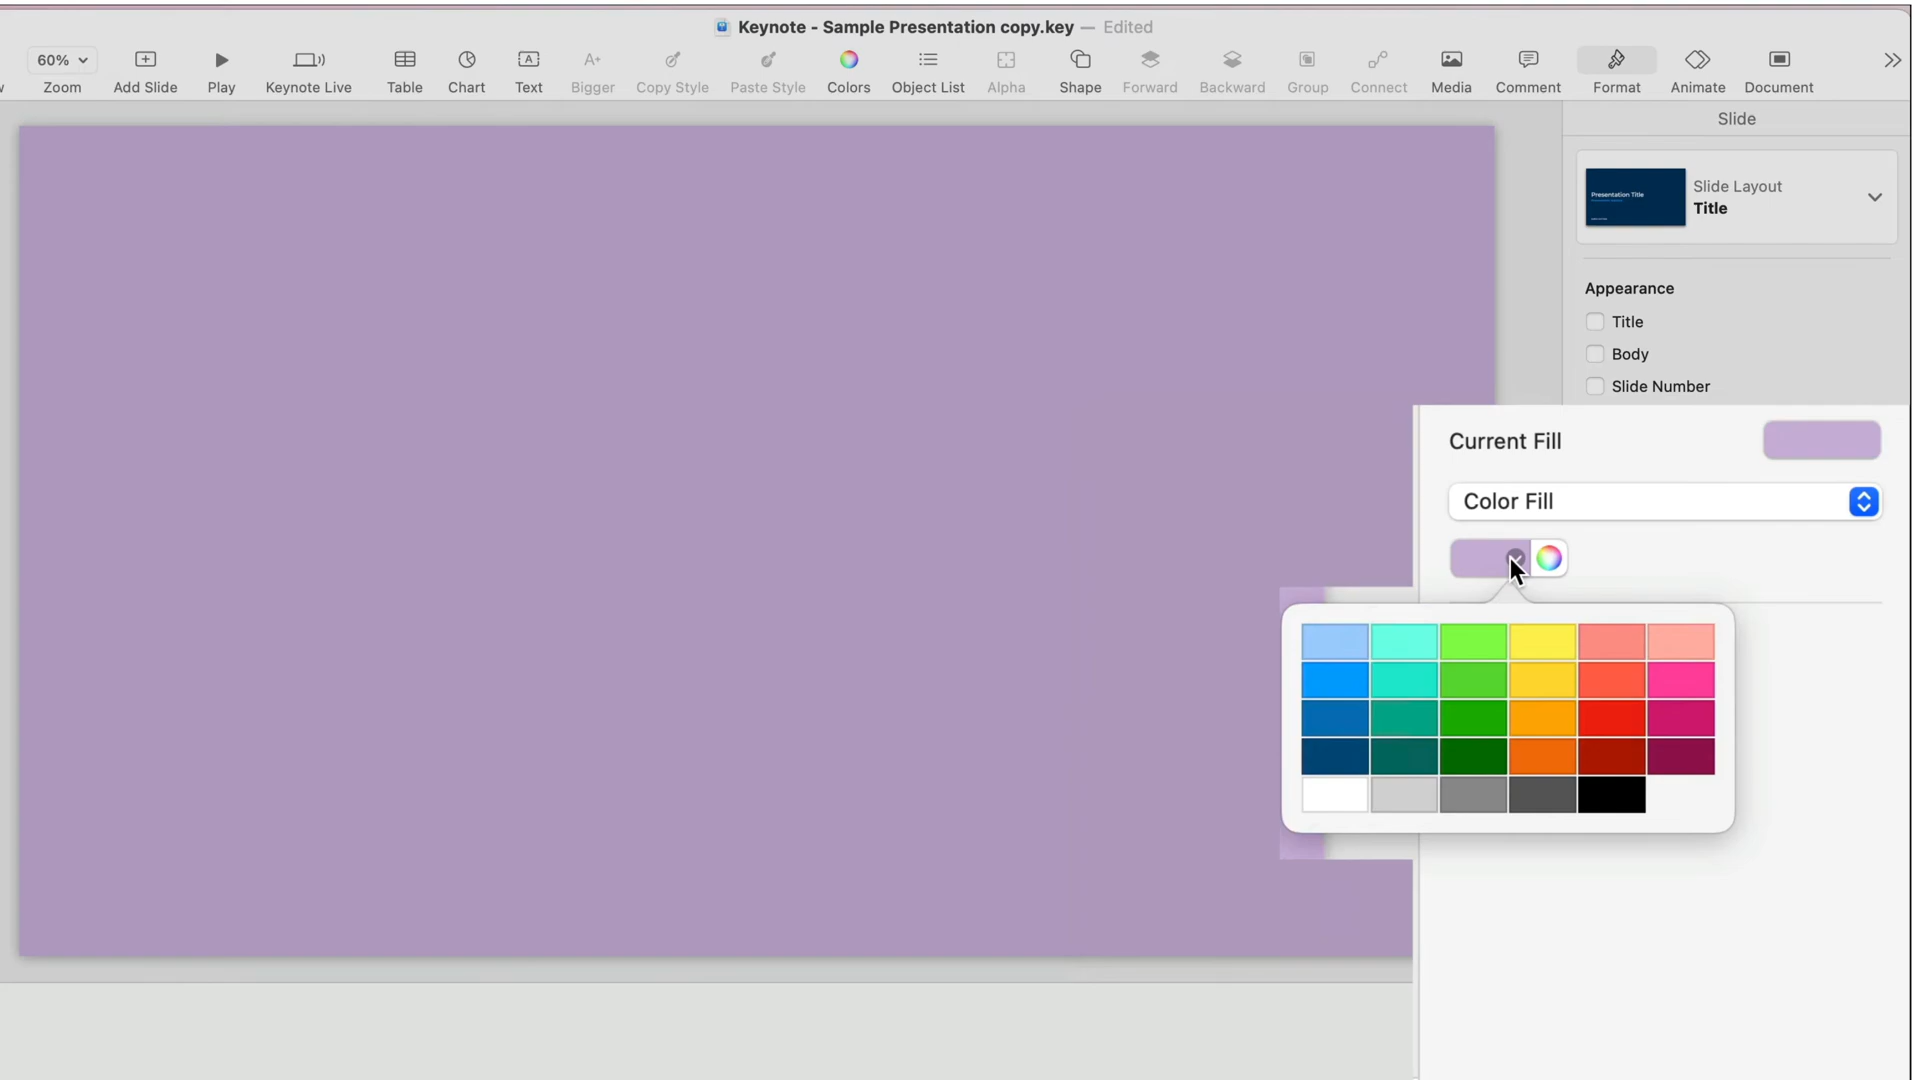 Keynote - Sample Presentation copy.key — Edited
60%
Zoom Add Slide Play Keynote Live Table Chart Text Bigger Copy Style Paste Style Colors Object List Alpha Shape Forward Backward Group Connect Media Comment Format Animate Document
Slide
Presentation Title
Slide Layout
Title
Appearance
Title
Body
Slide Number
Current Fill
Color Fill